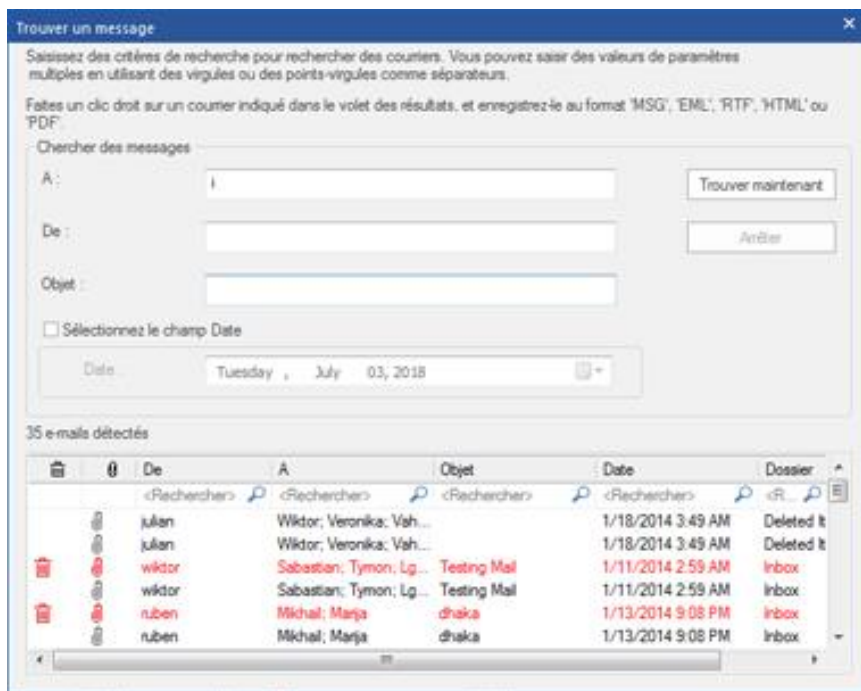 Trouver un message
Saisissez des critères de recherche pour rechercher des courriers. Vous pouvez saisir des valeurs de paramètres
multiples en utilisant des virgules ou des points-virgules comme séparateurs.
Faites un clic droit sur un courrier indiqué dans le volet des résultats, et enregistrez-le au format 'MSG', 'EML', 'RTF', 'HTML' ou
'PDF'.
Chercher des messages
A : i Trouver maintenant
De : Arrêter
Objet :
Sélectionnez le champ Date
Date Tuesday , July 03, 2018
35 e-mails détectés
De A Objet Date Dossier
<Rechercher> <Rechercher> <Rechercher> <Rechercher> <R...
julian Wiktor; Veronika; Vah... 1/18/2014 3:49 AM Deleted It
julian Wiktor; Veronika; Vah... 1/18/2014 3:49 AM Deleted It
wiktor Sabastian; Tymon; Lg... Testing Mail 1/11/2014 2:59 AM Inbox
wiktor Sabastian; Tymon; Lg... Testing Mail 1/11/2014 2:59 AM Inbox
ruben Mikhail; Marija dhaka 1/13/2014 9:08 PM Inbox
ruben Mikhail; Marija dhaka 1/13/2014 9:08 PM Inbox